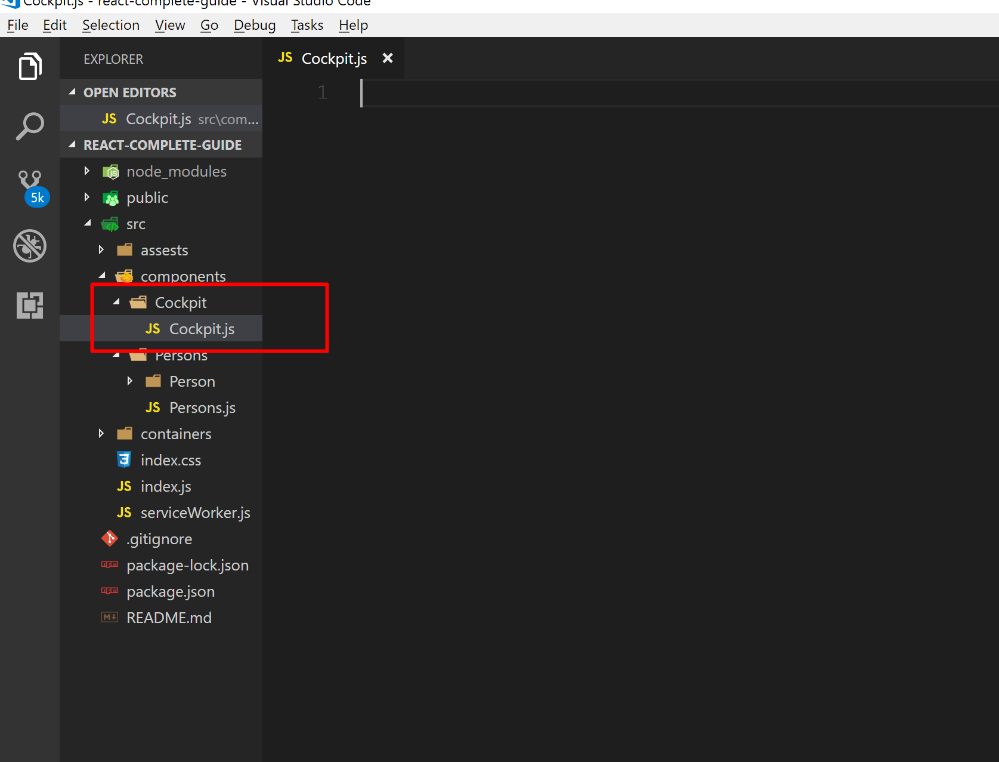 Cockpit.js - react-complete-guide - Visual Studio Code
File Edit Selection View Go Debug Tasks Help
EXPLORER
JS Cockpit.js
OPEN EDITORS
1
JS Cockpit.js src\com...
REACT-COMPLETE-GUIDE
node_modules
public
5k
src
assests
components
Cockpit
JS Cockpit.js
Persons
Person
JS Persons.js
containers
index.css
JS index.js
JS serviceWorker.js
.gitignore
package-lock.json
package.json
README.md